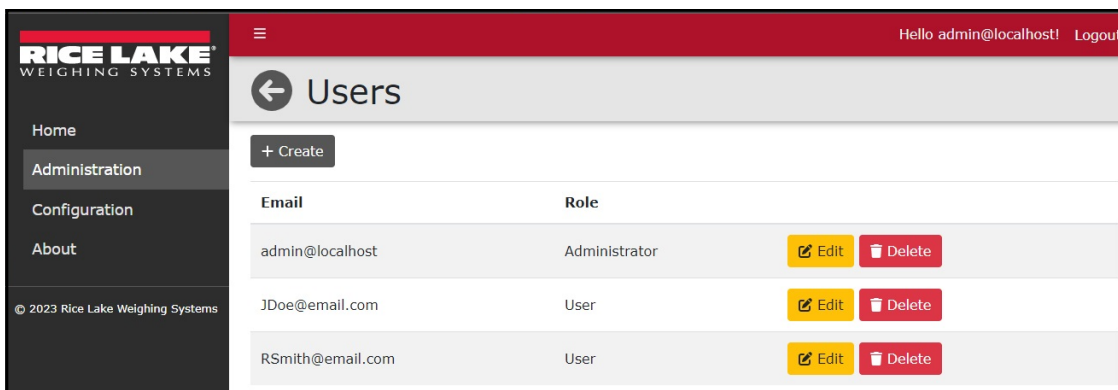 RICE LAKE®
WEIGHING SYSTEMS
Home
Administration
Configuration
About
© 2023 Rice Lake Weighing Systems
Hello admin@localhost! Logout
Users
+ Create
Email Role
admin@localhost Administrator Edit Delete
JDoe@email.com User Edit Delete
RSmith@email.com User Edit Delete